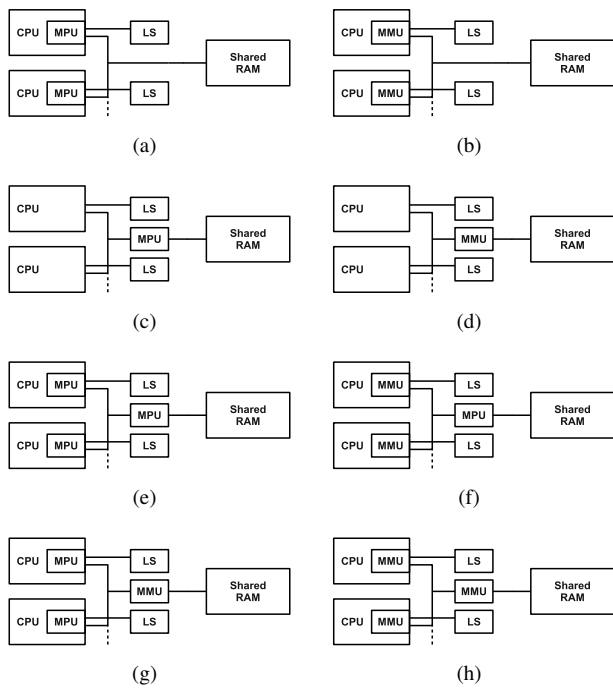 CPU MPU LS
Shared
RAM
CPU MPU LS
(a)
CPU MMU LS
Shared
RAM
CPU MMU LS
(b)
CPU LS
MPU Shared
RAM
CPU LS
(c)
CPU LS
MMU Shared
RAM
CPU LS
(d)
CPU MPU LS
MPU Shared
RAM
CPU MPU LS
(e)
CPU MMU LS
MPU Shared
RAM
CPU MMU LS
(f)
CPU MPU LS
MMU Shared
RAM
CPU MPU LS
(g)
CPU MMU LS
MMU Shared
RAM
CPU MMU LS
(h)